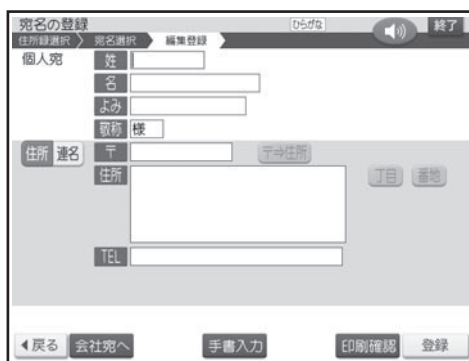 宛名の登録 ひらがな 終了
住所録選択 宛名選択 編集登録
個人宛 姓
名
よみ
敬称 様
住所 連名 〒 〒⇒住所
住所 丁目 番地
TEL
戻る 会社宛へ 手書入力 印刷確認 登録